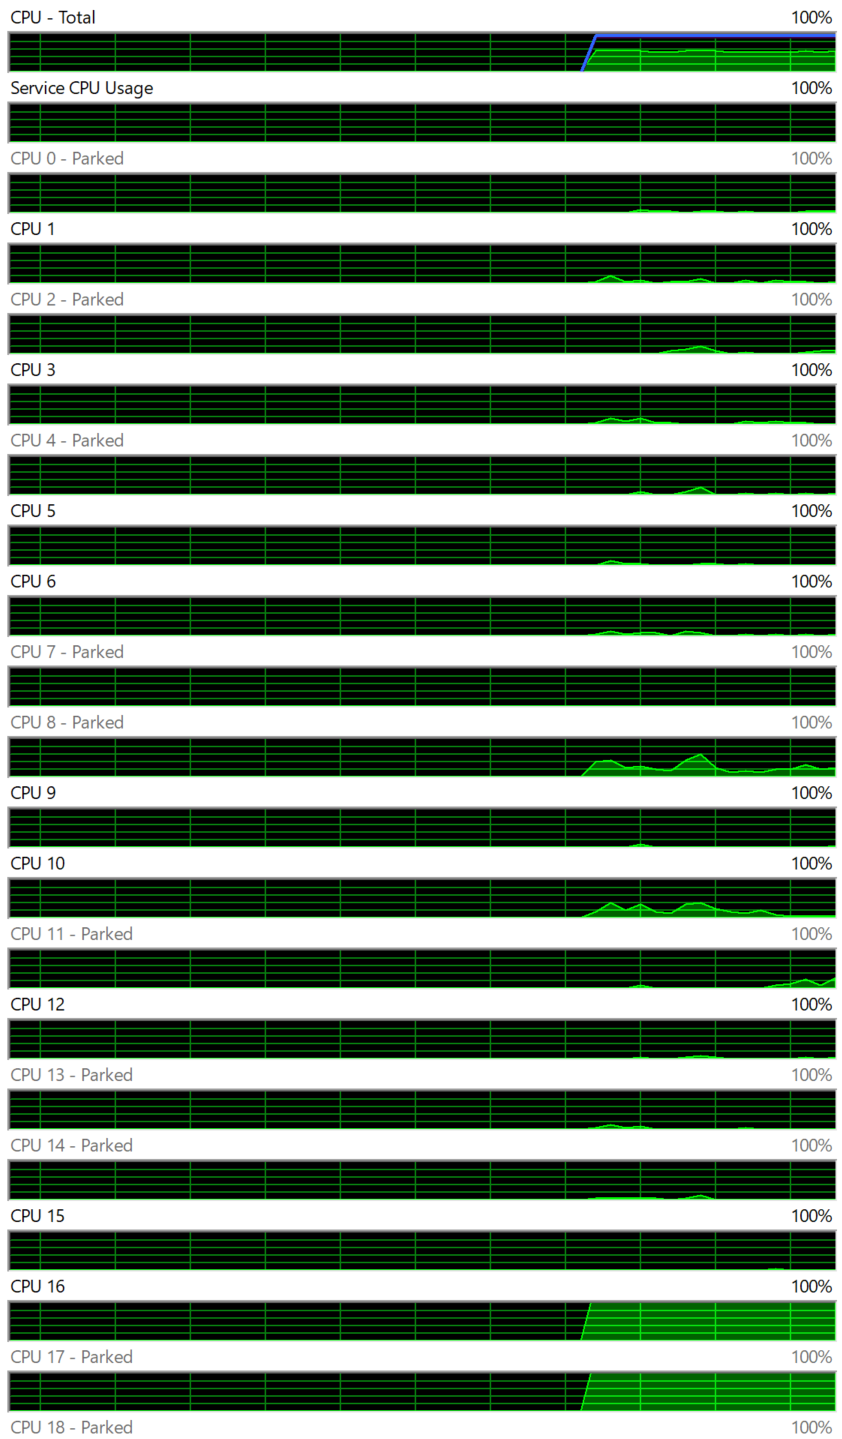 CPU - Total 100%
Service CPU Usage 100%
CPU 0 - Parked 100%
CPU 1 100%
CPU 2 - Parked 100%
CPU 3 100%
CPU 4 - Parked 100%
CPU 5 100%
CPU 6 100%
CPU 7 - Parked 100%
CPU 8 - Parked 100%
CPU 9 100%
CPU 10 100%
CPU 11 - Parked 100%
CPU 12 100%
CPU 13 - Parked 100%
CPU 14 - Parked 100%
CPU 15 100%
CPU 16 100%
CPU 17 - Parked 100%
CPU 18 - Parked 100%